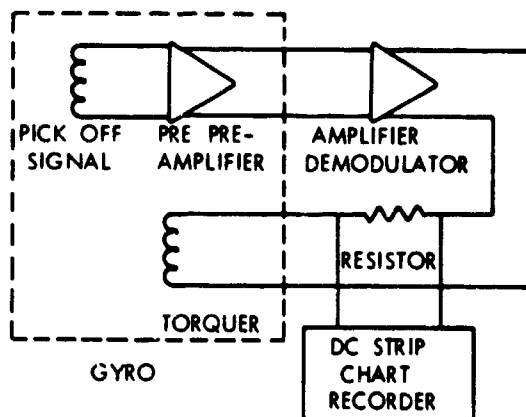 PICK OFF
SIGNAL
PRE PRE-
AMPLIFIER
AMPLIFIER
DEMODULATOR
RESISTOR
TORQUER
GYRO
DC STRIP
CHART
RECORDER